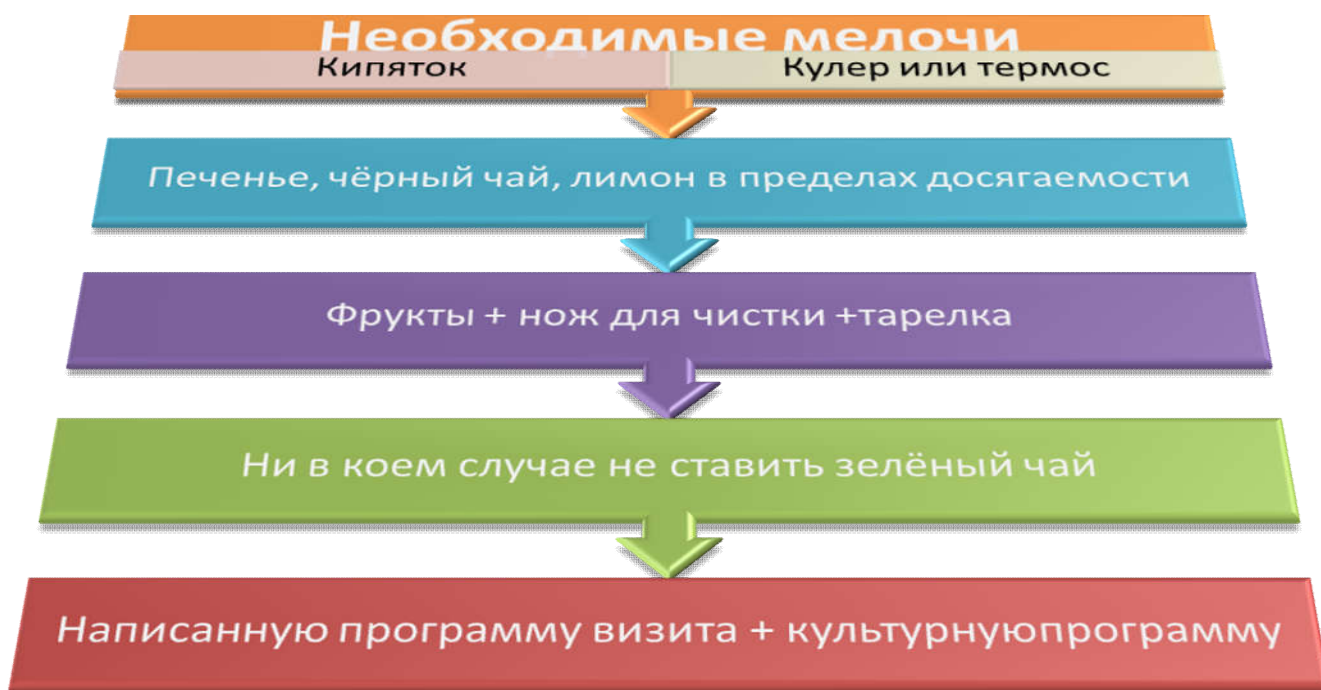 Необходимые мелочи
Кипяток
Кулер или термос
Печенье, чёрный чай, лимон в пределах досягаемости
Фрукты + нож для чистки +тарелка
Ни в коем случае не ставить зелёный чай
Написанную программу визита + культурнуюпрограмму